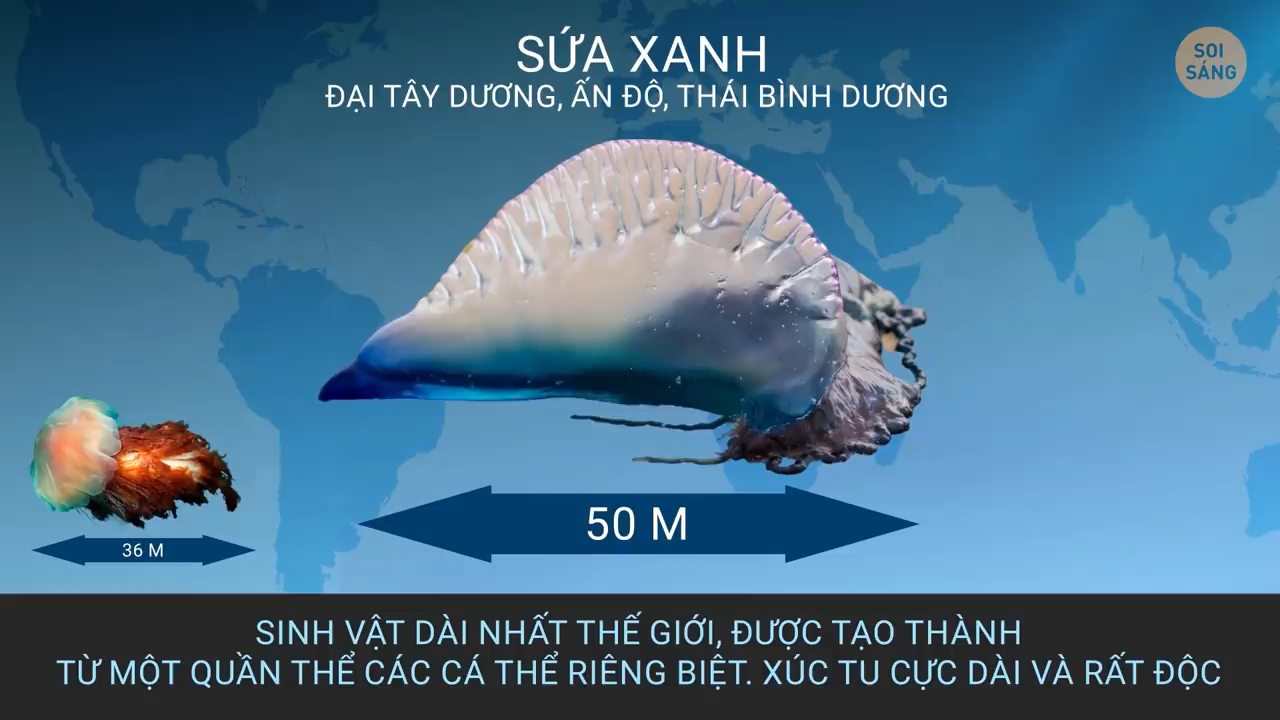 SỨA XANH
ĐẠI TÂY DƯƠNG, ẤN ĐỘ, THÁI BÌNH DƯƠNG
SOI
SÁNG
50 M
36 M
SINH VẬT DÀI NHẤT THẾ GIỚI, ĐƯỢC TẠO THÀNH
TỪ MỘT QUẦN THỂ CÁC CÁ THỂ RIÊNG BIỆT. XÚC TU CỰC DÀI VÀ RẤT ĐỘC